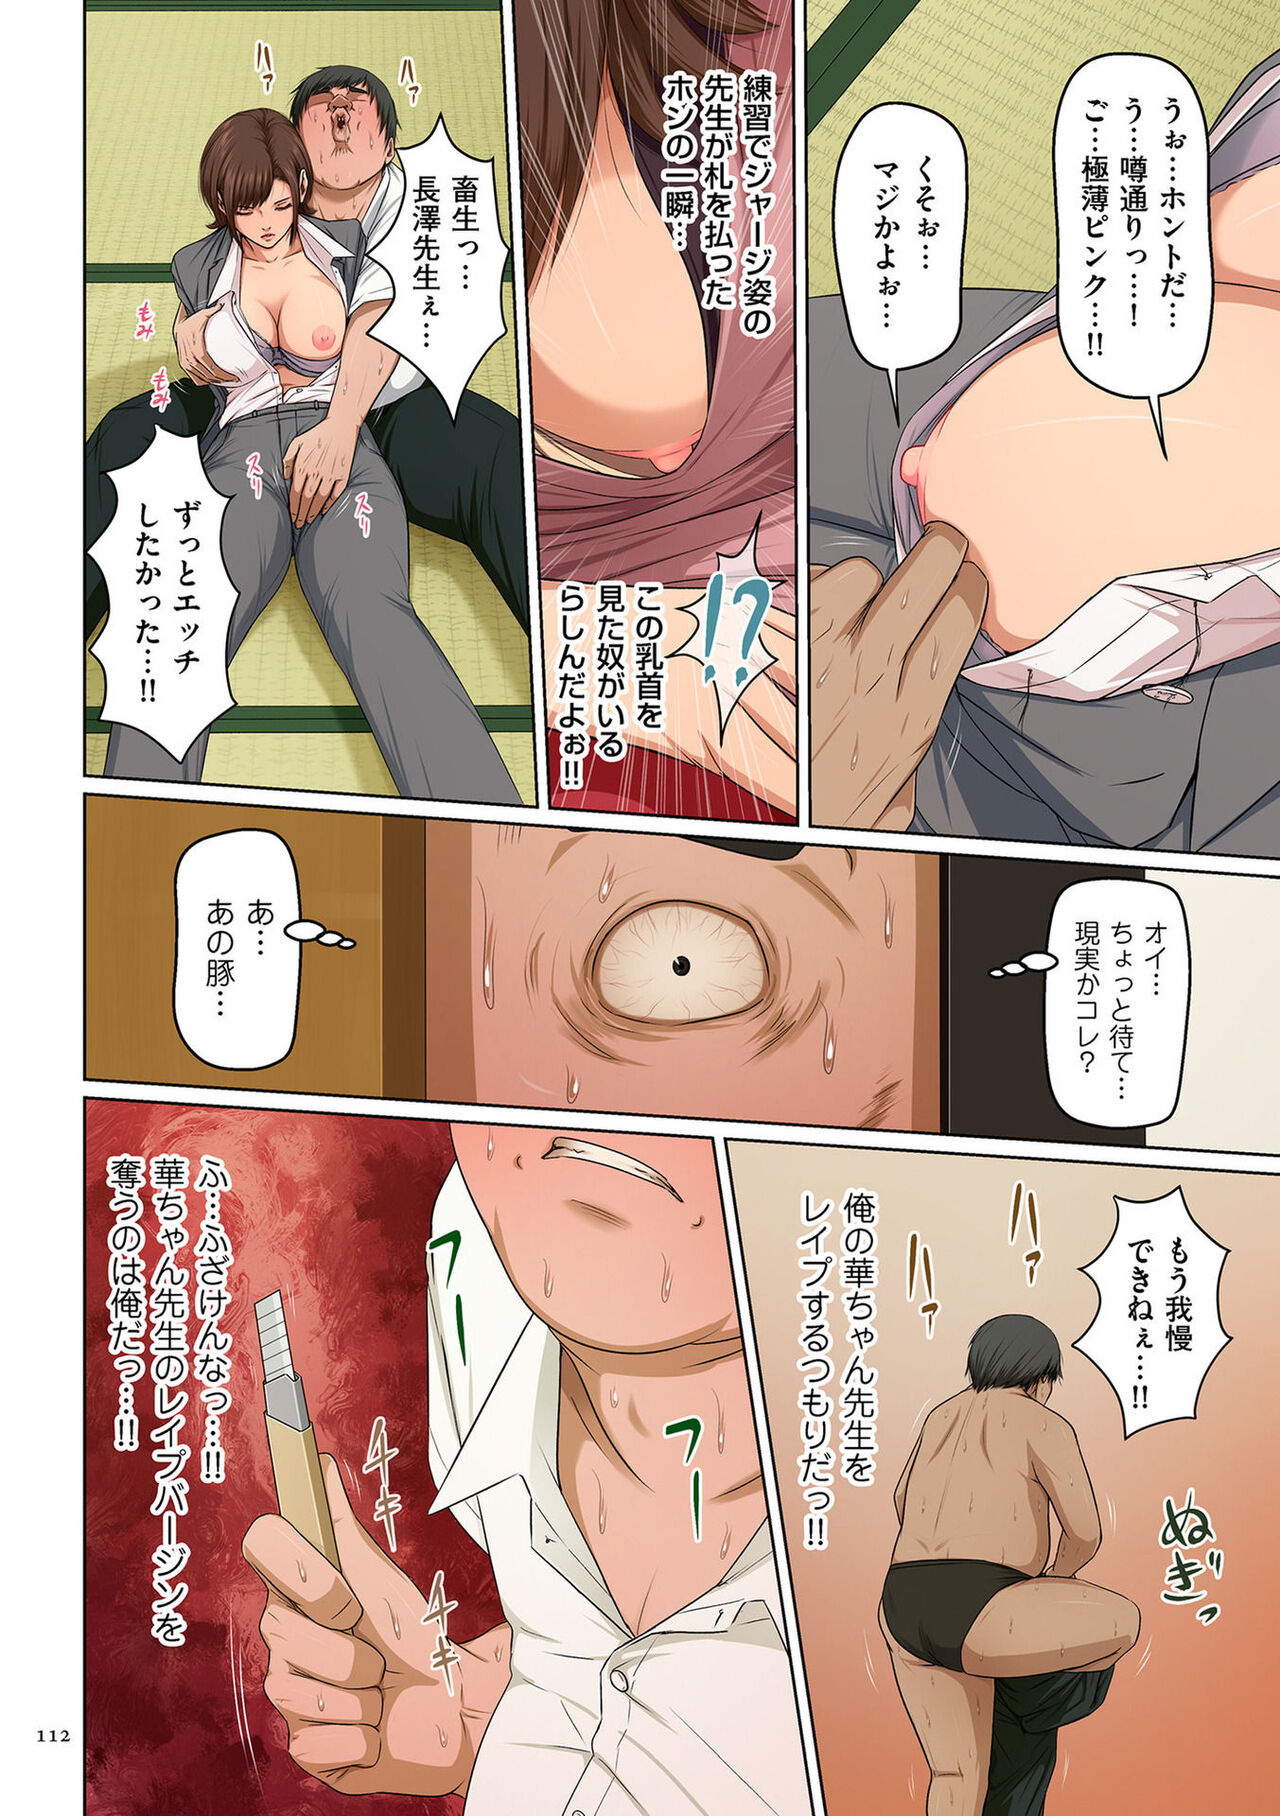 うぉ…ホントだ…
う…噂通りっ…！
ご…極薄ピンク…!!
くそぉ…
マジかよぉ…
練習でジャージ姿の
先生が札を払った
ホンの一瞬…
!?
この乳首を
見た奴がいる
らしんだよぉ!!
ハァ
ハァ
畜生っ…
長澤先生ぇ…
もみ
もみ
スリ
スリ
ずっとエッチ
したかった…!!
オイ…
ちょっと待て…
現実かコレ？
あ…
あの豚…
もう我慢
できねぇ…!!
ハァ
ハァ
ぬぎっ
俺の華ちゃん先生を
レイプするつもりだっ!!
フー
フー
チキ
チキ
ふ…ふざけんなっ…!!
華ちゃん先生のレイプバージンを
奪うのは俺だっ…!!
112